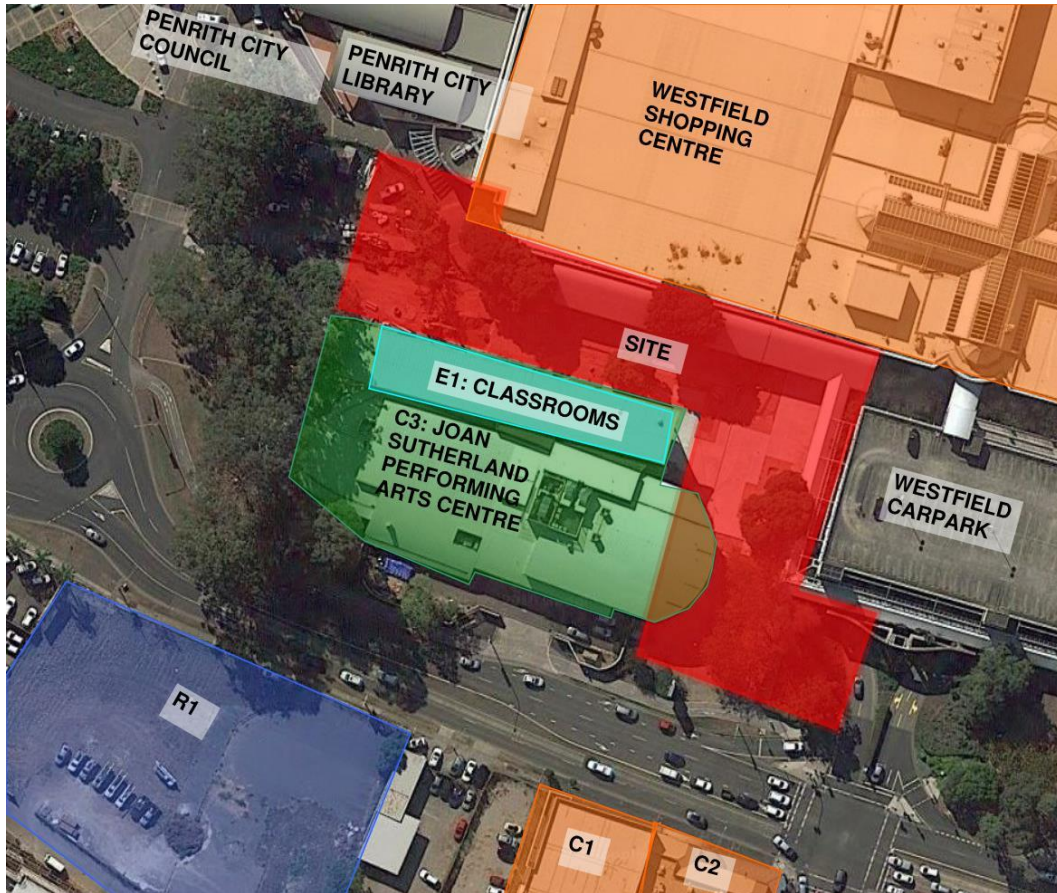 PENRITH CITY
COUNCIL
PENRITH CITY
LIBRARY
WESTFIELD
SHOPPING
CENTRE
SITE
E1: CLASSROOMS
C3: JOAN
SUTHERLAND
PERFORMING
ARTS CENTRE
WESTFIELD
CARPARK
R1
C1
C2